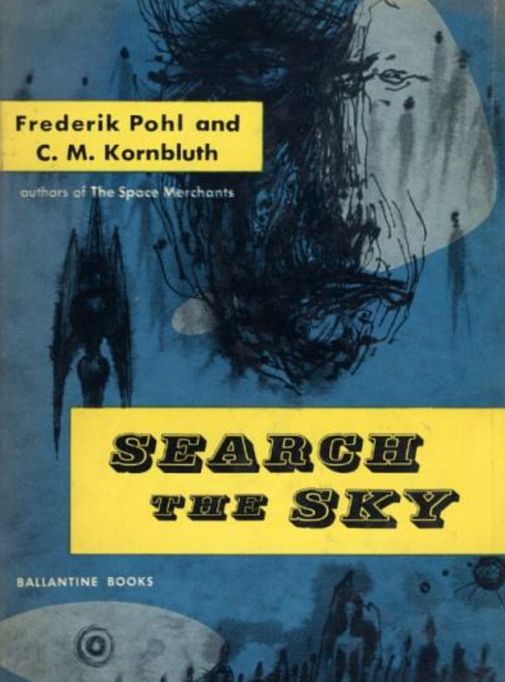 Frederik Pohl and
C. M. Kornbluth
authors of The Space Merchants
SEARCH
THE SKY
BALLANTINE BOOKS